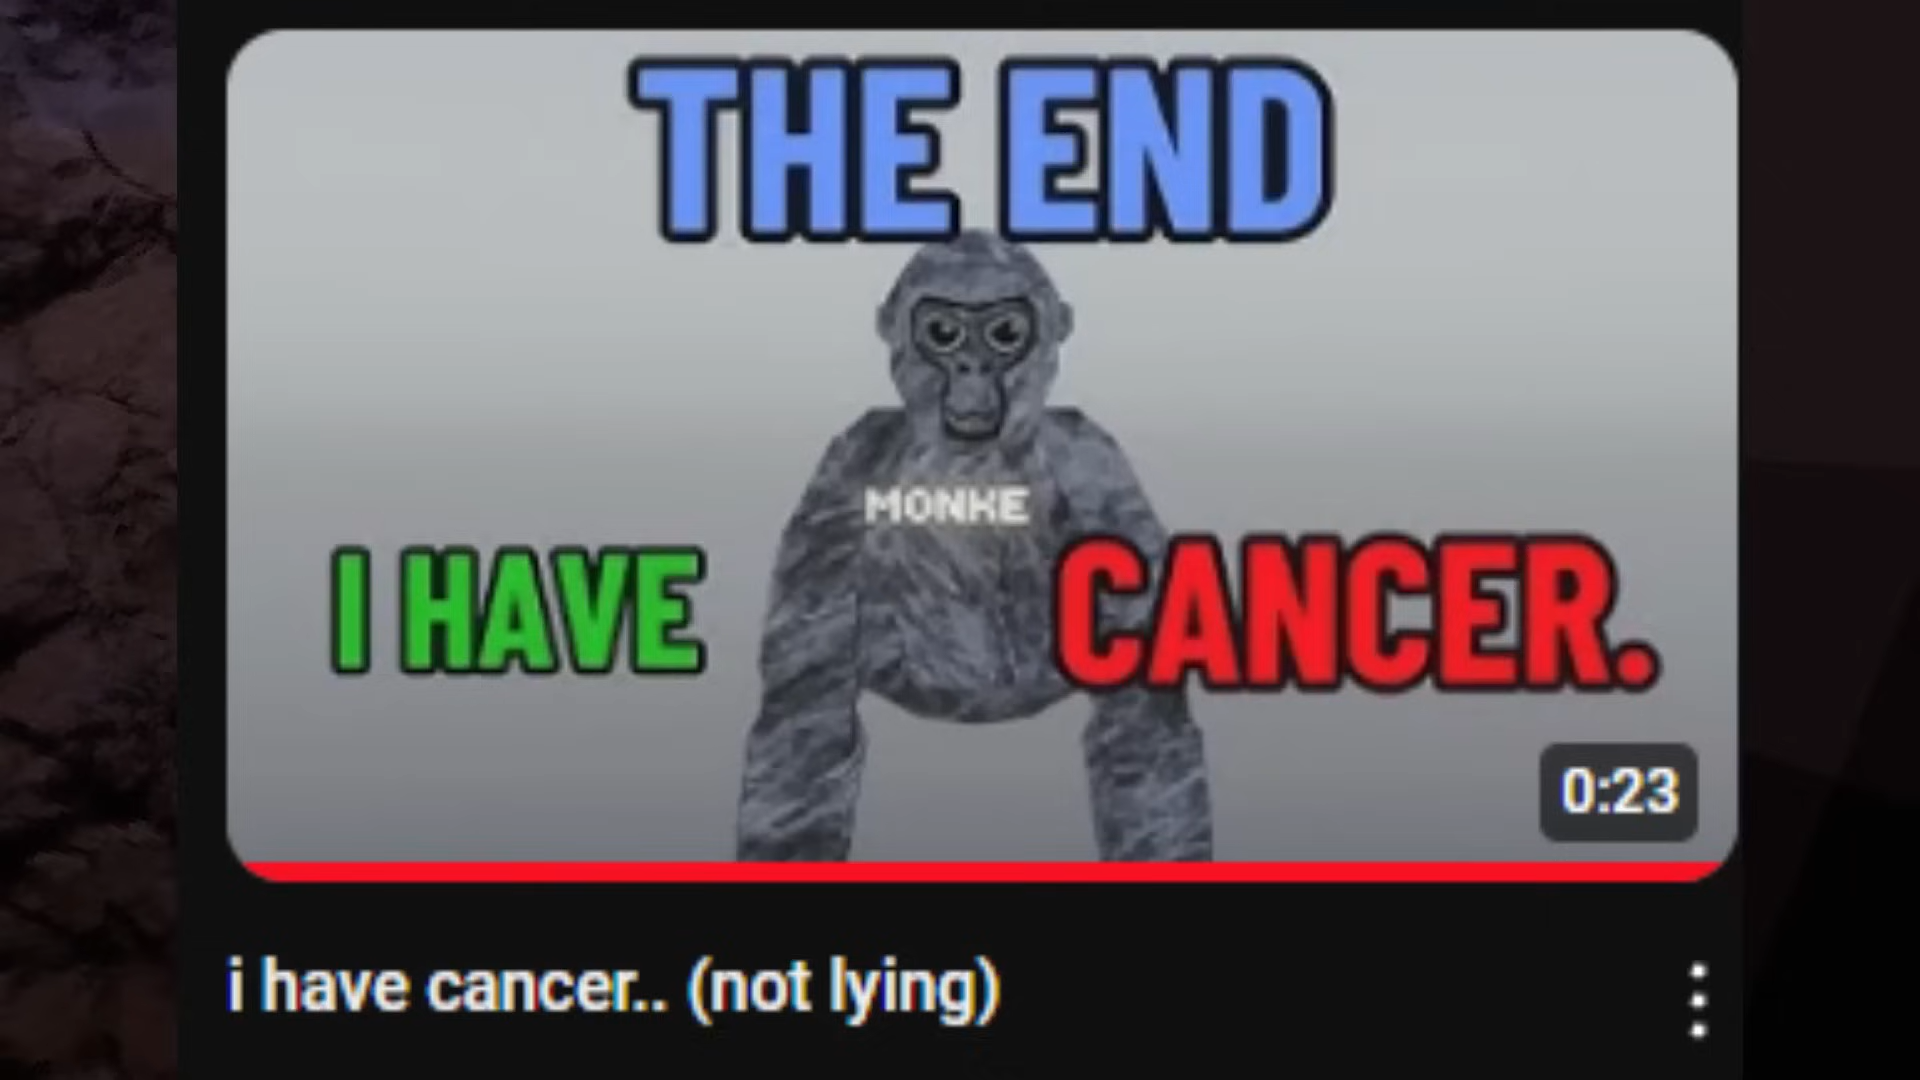 THE END
MONKE
I HAVE CANCER.
0:23
i have cancer.. (not lying)